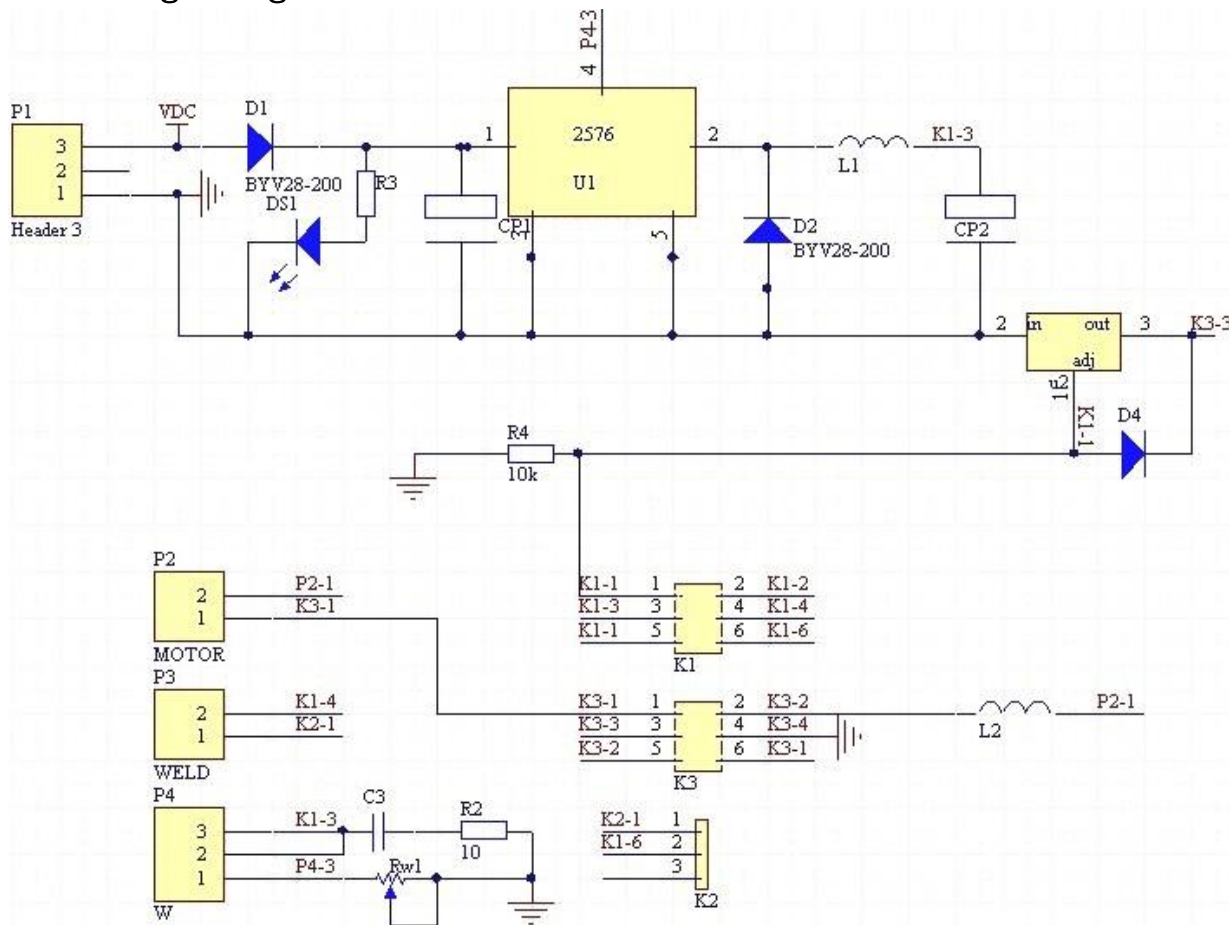 P4-3
4
P1
VDC
D1
3
2
1
1
2576
2
K1-3
U1
L1
BYV28-200
R3
DS1
Header 3
CP1
5
D2
BYV28-200
CP2
2
in
out
3
K3-3
adj
u2
1
K1-1
D4
R4
10k
P2
P2-1
2
K3-1
1
MOTOR
K1-1 1 2 K1-2
K1-3 3 4 K1-4
K1-1 5 6 K1-6
K1
P3
K1-4
2
K2-1
1
WELD
K3-1 1 2 K3-2
K3-3 3 4 K3-4
K3-2 5 6 K3-1
K3
P2-1
L2
P4
C3
R2
K1-3
3
2
10
P4-3
1
Rw1
W
K2-1 1
K1-6 2
3
K2